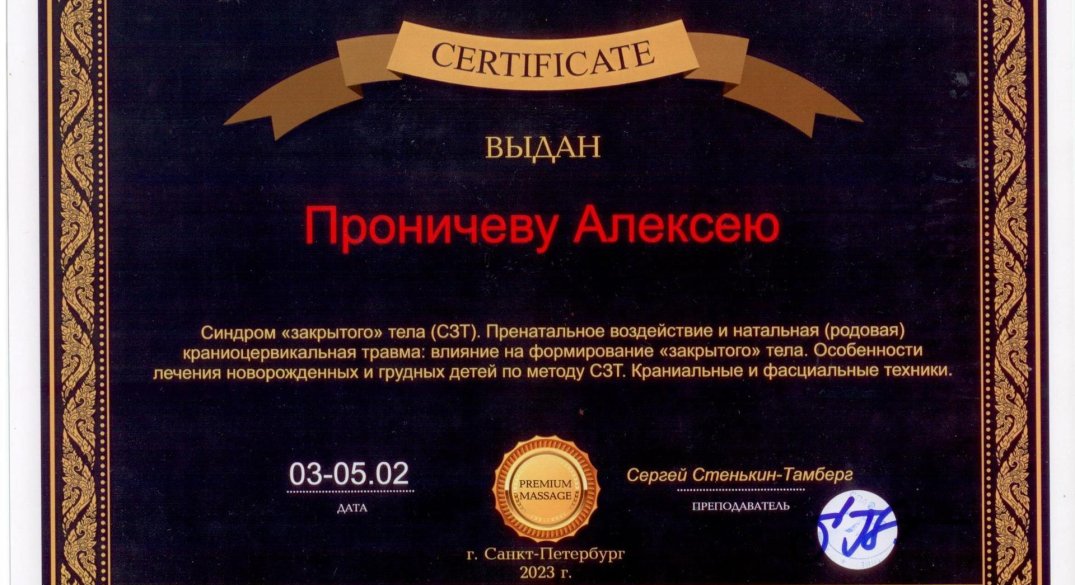 CERTIFICATE
ВЫДАН
Проничеву Алексею
Синдром «закрытого» тела (СЗТ). Пренатальное воздействие и натальная (родовая)
краниоцервикальная травма: влияние на формирование «закрытого» тела. Особенности
лечения новорожденных и грудных детей по методу СЗТ. Краниальные и фасциальные техники.
03-05.02
ДАТА
PREMIUM
MASSAGE
Сергей Стенькин-Тамберг
ПРЕПОДАВАТЕЛЬ
г. Санкт-Петербург
2023 г.